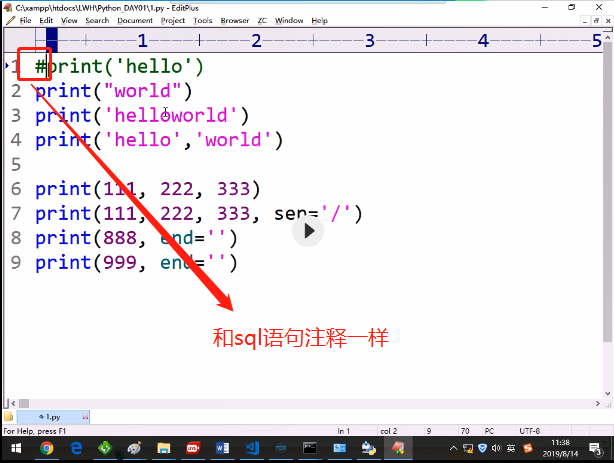 C:\xampp\htdocs\LWH\Python_DAY01\1.py - EditPlus
File Edit View Search Document Project Tools Browser ZC Window Help
1 2 3 4 5
1 #print('hello')
2 print("world")
3 print('helloworld')
4 print('hello','world')
5
6 print(111, 222, 333)
7 print(111, 222, 333, sep='/')
8 print(888, end='')
9 print(999, end='')
和sql语句注释一样
1.py
For Help, press F1 ln 1 col 2 9 70 PC UTF-8
英
11:38
2019/8/14
3